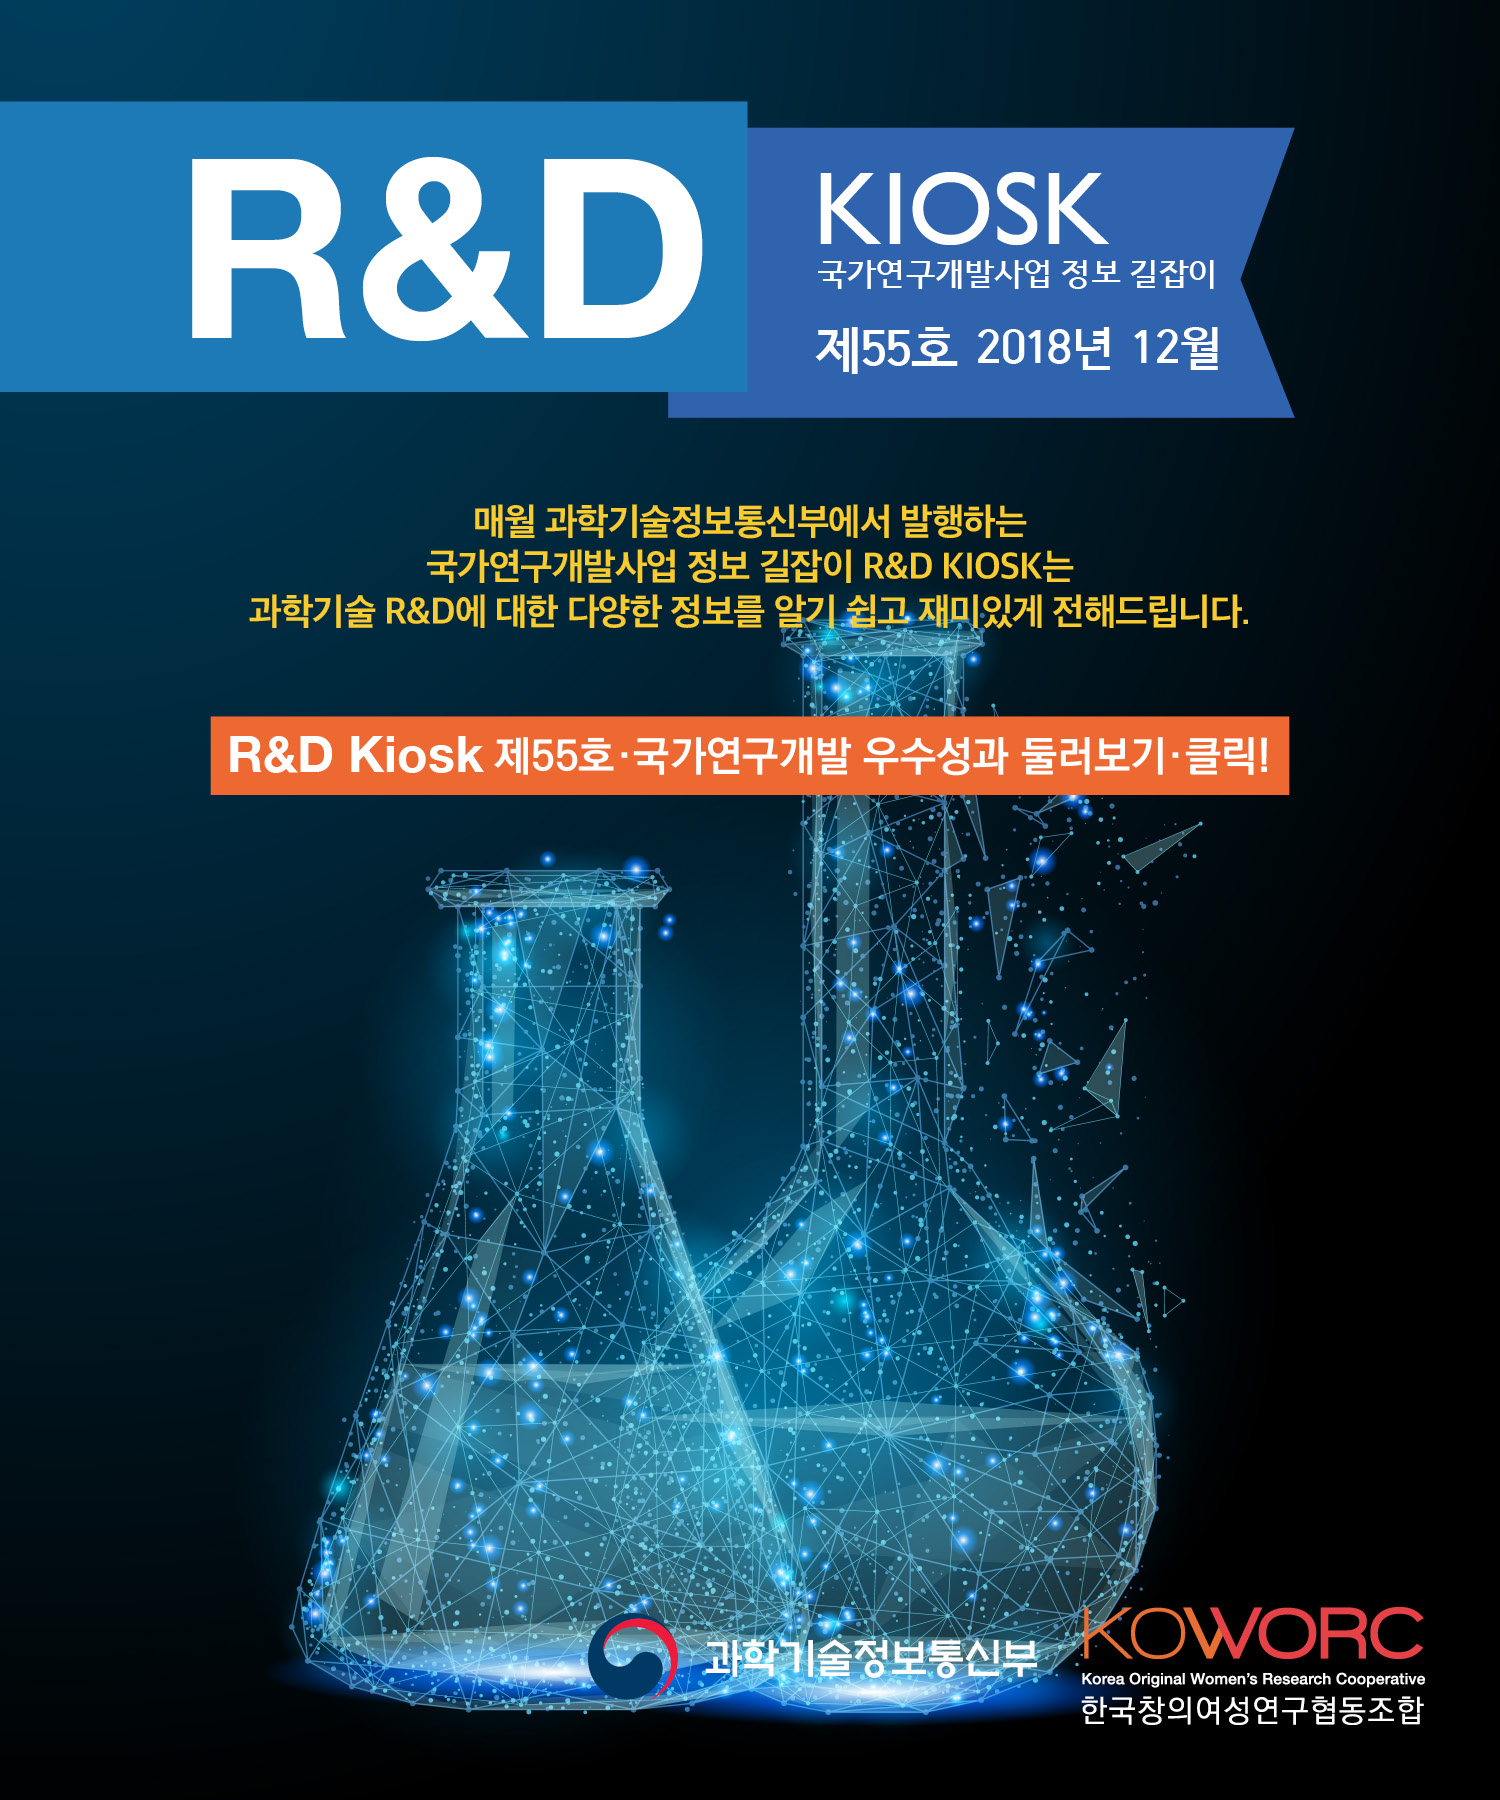 R&D
KIOSK
국가연구개발사업 정보 길잡이
제55호 2018년 12월
매월 과학기술정보통신부에서 발행하는
국가연구개발사업 정보 길잡이 R&D KIOSK는
과학기술 R&D에 대한 다양한 정보를 알기 쉽고 재미있게 전해드립니다.
R&D Kiosk 제55호·국가연구개발 우수성과 둘러보기·클릭!
과학기술정보통신부
KOWORC
Korea Original Women's Research Cooperative
한국창의여성연구협동조합